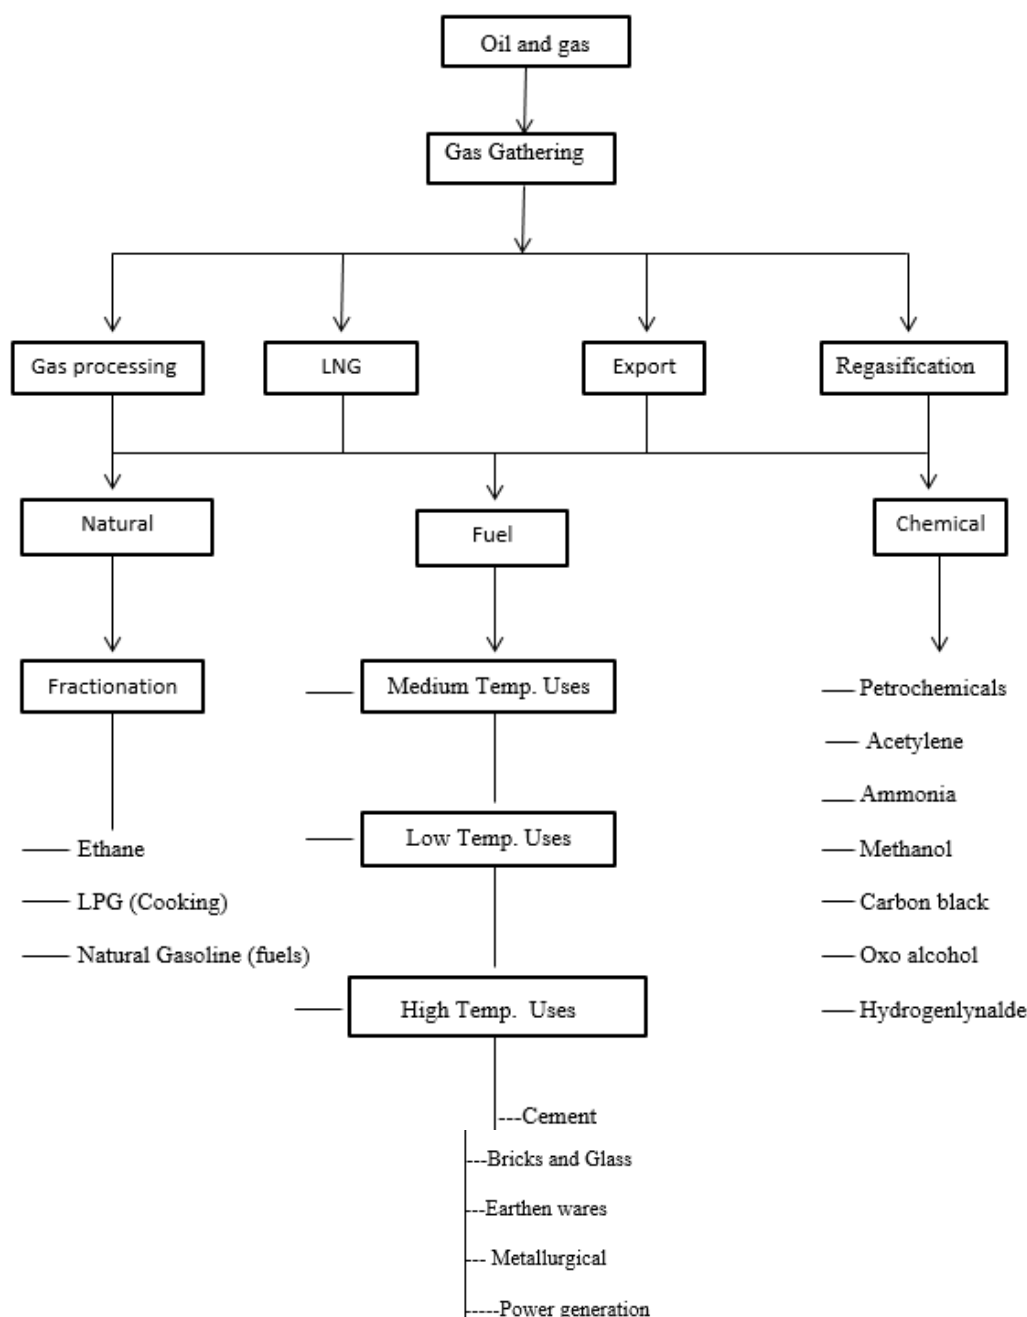 Oil and gas
Gas Gathering
Gas processing
LNG
Export
Regasification
Natural
Fuel
Chemical
Fractionation
Medium Temp. Uses
Low Temp. Uses
High Temp. Uses
Ethane
LPG (Cooking)
Natural Gasoline (fuels)
---Cement
---Bricks and Glass
---Earthen wares
--- Metallurgical
-----Power generation
Petrochemicals
Acetylene
Ammonia
Methanol
Carbon black
Oxo alcohol
Hydrogenlynalde